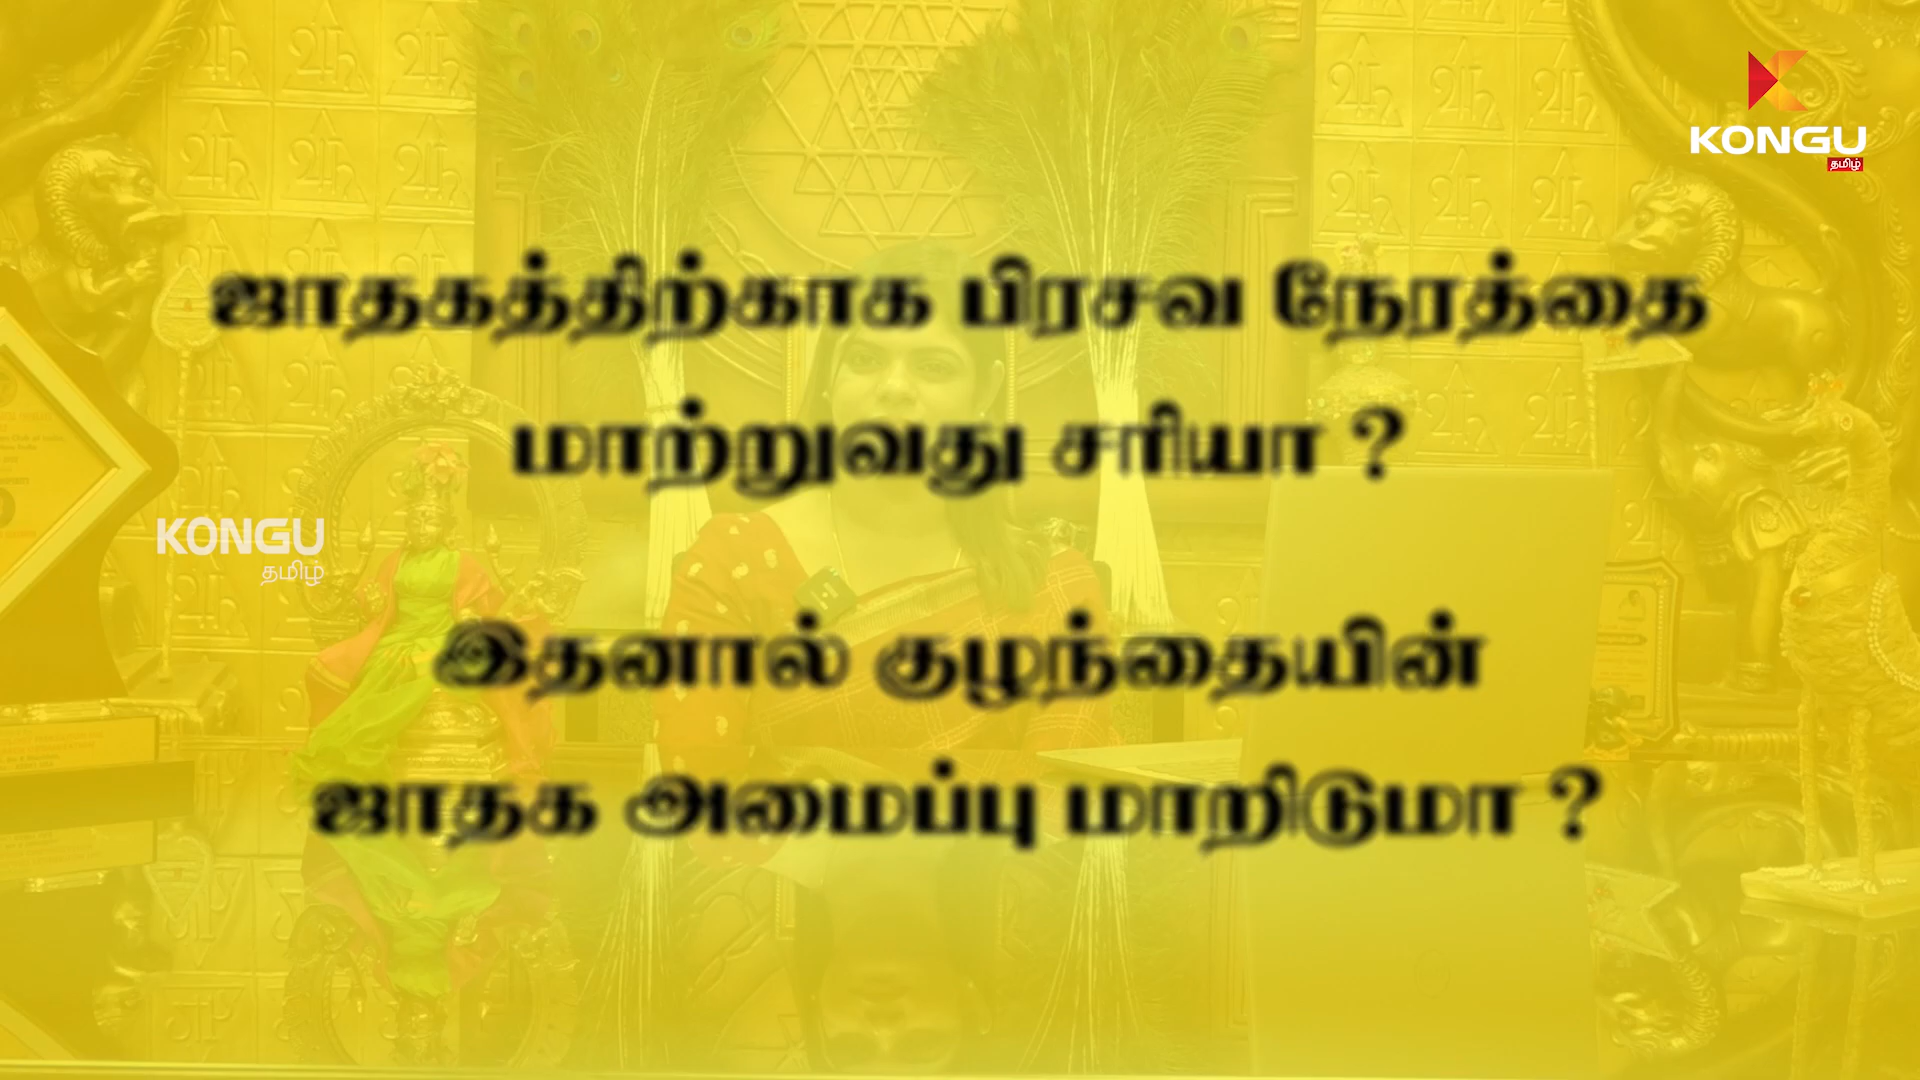 KONGU
தமிழ்
ஜாதகத்திற்காக பிரசவ நேரத்தை
மாற்றுவது சரியா ?
KONGU
தமிழ்
இதனால் குழந்தையின்
ஜாதக அமைப்பு மாறிடுமா ?